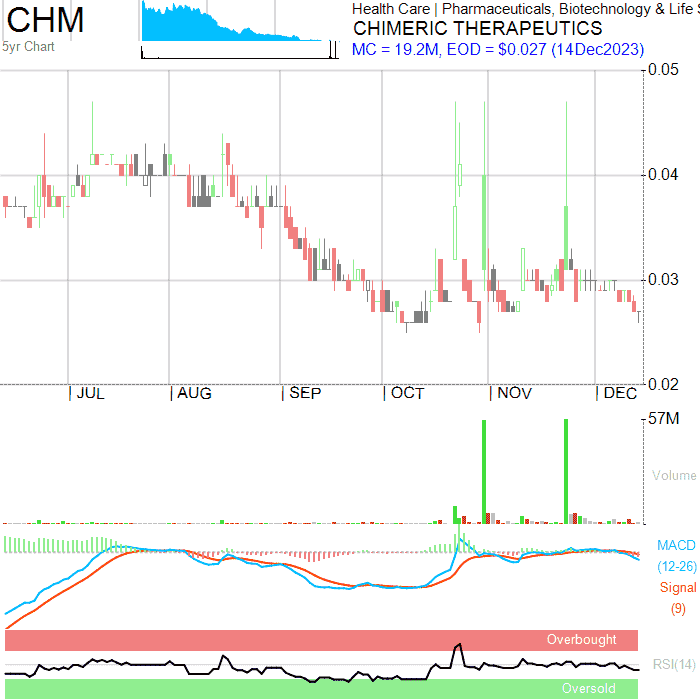 CHM
5yr Chart
Health Care | Pharmaceuticals, Biotechnology & Life
CHIMERIC THERAPEUTICS
MC = 19.2M, EOD = $0.027 (14Dec2023)
0.05
0.04
0.03
0.02
| JUL | AUG | SEP | OCT | NOV | DEC
57M
Volume
MACD
(12-26)
Signal
(9)
Overbought
RSI(14)
Oversold